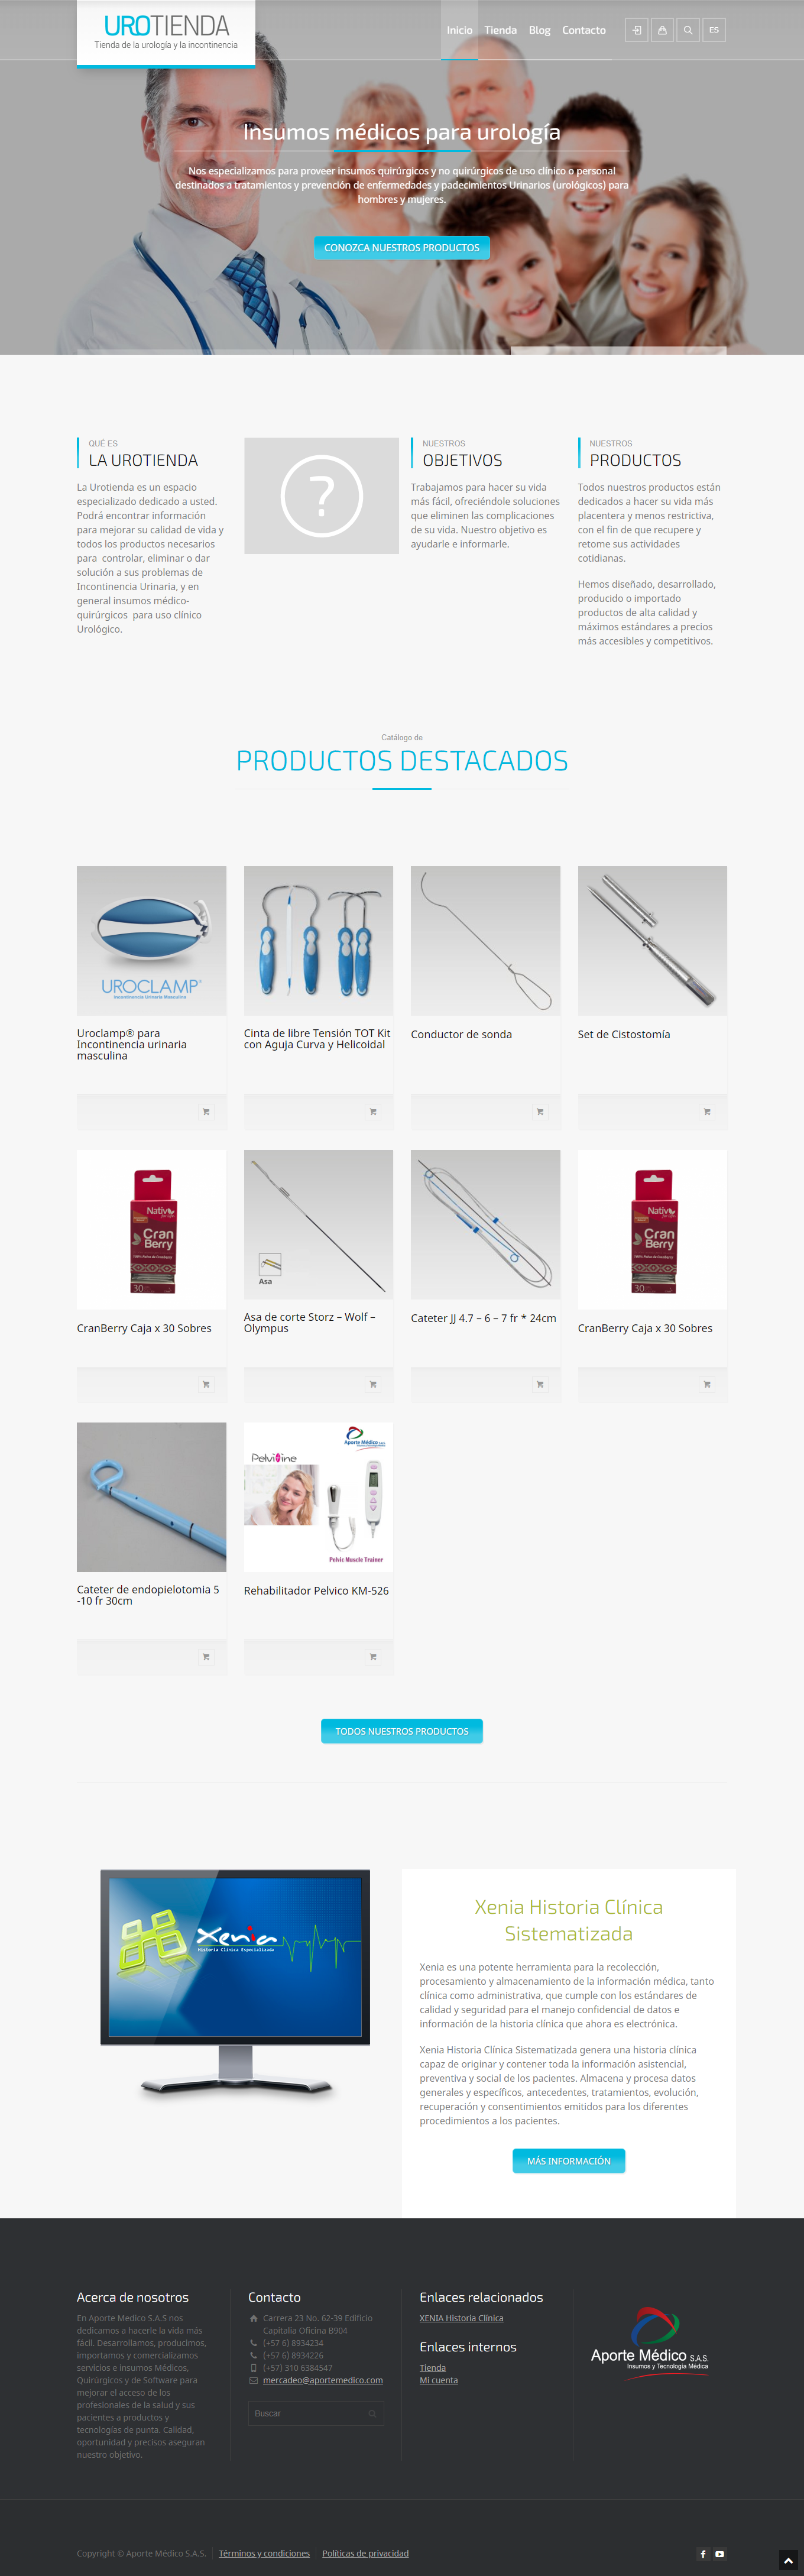 UROTIENDA
Tienda de la urología y la incontinencia
Inicio
Tienda
Blog
Contacto
ES
Insumos médicos para urología
Nos especializamos para proveer insumos quirúrgicos y no quirúrgicos de uso clínico o personal
destinados a tratamientos y prevención de enfermedades y padecimientos Urinarios (urológicos) para
hombres y mujeres.
CONOZCA NUESTROS PRODUCTOS
QUÉ ES
LA UROTIENDA
La Urotienda es un espacio
especializado dedicado a usted.
Podrá encontrar información
para mejorar su calidad de vida y
todos los productos necesarios
para controlar, eliminar o dar
solución a sus problemas de
Incontinencia Urinaria, y en
general insumos médico-
quirúrgicos para uso clínico
Urológico.
?
NUESTROS
OBJETIVOS
Trabajamos para hacer su vida
más fácil, ofreciéndole soluciones
que eliminen las complicaciones
de su vida. Nuestro objetivo es
ayudarle e informarle.
NUESTROS
PRODUCTOS
Todos nuestros productos están
dedicados a hacer su vida más
placentera y menos restrictiva,
con el fin de que recupere y
retome sus actividades
cotidianas.
Hemos diseñado, desarrollado,
producido o importado
productos de alta calidad y
máximos estándares a precios
más accesibles y competitivos.
Catálogo de
PRODUCTOS DESTACADOS
UROCLAMP®
Incontinencia Urinaria Masculina
Uroclamp® para
Incontinencia urinaria
masculina
Cinta de libre Tensión TOT Kit
con Aguja Curva y Helicoidal
Conductor de sonda
Set de Cistostomía
Nativ
Cran
Berry
30
CranBerry Caja x 30 Sobres
Asa
Asa de corte Storz – Wolf –
Olympus
Cateter JJ 4.7 – 6 – 7 fr * 24cm
Nativ
Cran
Berry
30
CranBerry Caja x 30 Sobres
Cateter de endopielotomia 5
-10 fr 30cm
Aporte Médico S.A.S.
Pelvifine
Pelvic Muscle Trainer
Rehabilitador Pelvico KM-526
TODOS NUESTROS PRODUCTOS
Xenia
Historia Clínica Especializada
Xenia Historia Clínica
Sistematizada
Xenia es una potente herramienta para la recolección,
procesamiento y almacenamiento de la información médica, tanto
clínica como administrativa, que cumple con los estándares de
calidad y seguridad para el manejo confidencial de datos e
información de la historia clínica que ahora es electrónica.
Xenia Historia Clínica Sistematizada genera una historia clínica
capaz de originar y contener toda la información asistencial,
preventiva y social de los pacientes. Almacena y procesa datos
generales y específicos, antecedentes, tratamientos, evolución,
recuperación y consentimientos emitidos para los diferentes
procedimientos a los pacientes.
MÁS INFORMACIÓN
Acerca de nosotros
En Aporte Medico S.A.S nos
dedicamos a hacerle la vida más
fácil. Desarrollamos, producimos,
importamos y comercializamos
servicios e insumos Médicos,
Quirúrgicos y de Software para
mejorar el acceso de los
profesionales de la salud y sus
pacientes a productos y
tecnologías de punta. Calidad,
oportunidad y precisos aseguran
nuestro objetivo.
Contacto
Carrera 23 No. 62-39 Edificio
Capitalia Oficina B904
(+57 6) 8934234
(+57 6) 8934226
(+57) 310 6384547
mercadeo@aportemedico.com
Buscar
Enlaces relacionados
XENIA Historia Clínica
Enlaces internos
Tienda
Mi cuenta
Aporte Médico S.A.S.
Insumos y Tecnología Médica
Copyright © Aporte Médico S.A.S.
Términos y condiciones
Políticas de privacidad